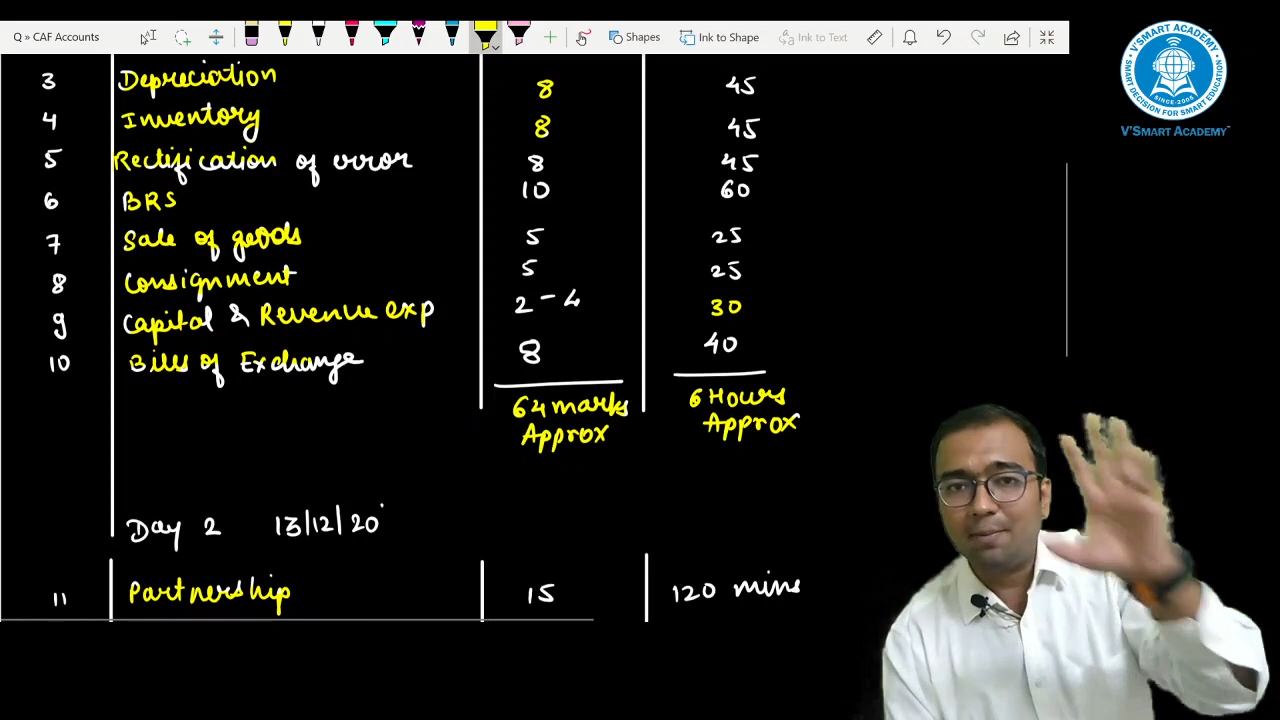 Q » CAF Accounts
Shapes
Ink to Shape
Ink to Text
V'SMART ACADEMY
SMART DECISION FOR SMART EDUCATION
SINCE-2005
V'SMART ACADEMY™
3 Depreciation 8 45
4 Inventory 8 45
5 Rectification of error 8 45
6 BRS 10 60
7 Sale of goods 5 25
8 Consignment 5 25
9 Capital & Revenue exp 2 - 4 30
10 Bills of Exchange 8 40
64 marks 6 Hours
Approx Approx
Day 2 13/12/20
11 Partnership 15 120 mins